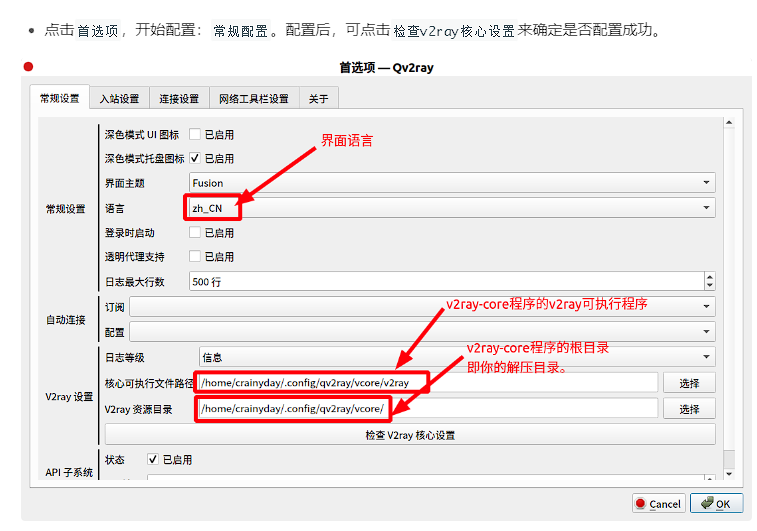 点击首选项，开始配置：常规配置。配置后，可点击检查v2ray核心设置来确定是否配置成功。
首选项 — Qv2ray
常规设置 入站设置 连接设置 网络工具栏设置 关于
深色模式 UI 图标 已启用
界面语言
深色模式托盘图标 已启用
界面主题 Fusion
常规设置 语言 zh_CN
登录时启动 已启用
透明代理支持 已启用
日志最大行数 500 行
v2ray-core程序的v2ray可执行程序
自动连接 订阅
配置
v2ray-core程序的根目录
即你的解压目录。
日志等级 信息
核心可执行文件路径 /home/crainyday/.config/qv2ray/vcore/v2ray 选择
V2ray 设置
V2ray 资源目录 /home/crainyday/.config/qv2ray/vcore/ 选择
检查 V2ray 核心设置
状态 已启用
API 子系统
Cancel OK